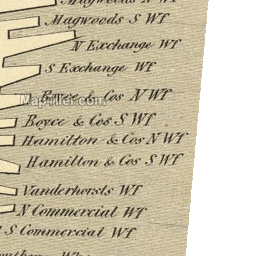 Magwoods N Wf
Magwoods S Wf
N Exchange Wf
S Exchange Wf
Boyce & Cos N Wf
MapTiler.com
Boyce & Cos S Wf
Hamilton & Cos N Wf
Hamilton & Cos S Wf
Vanderhorsts Wf
N Commercial Wf
S Commercial Wf